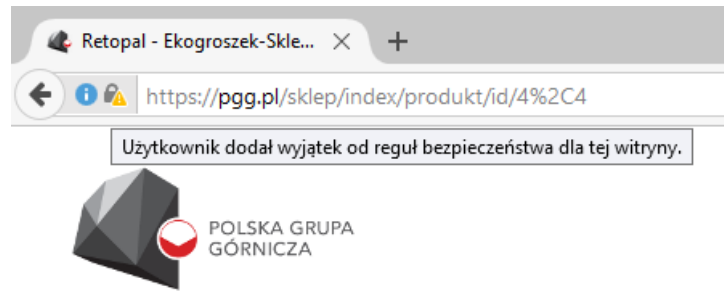 Retopal - Ekogroszek-Skle...
https://pgg.pl/sklep/index/produkt/id/4%2C4
Użytkownik dodał wyjątek od reguł bezpieczeństwa dla tej witryny.
POLSKA GRUPA
GÓRNICZA